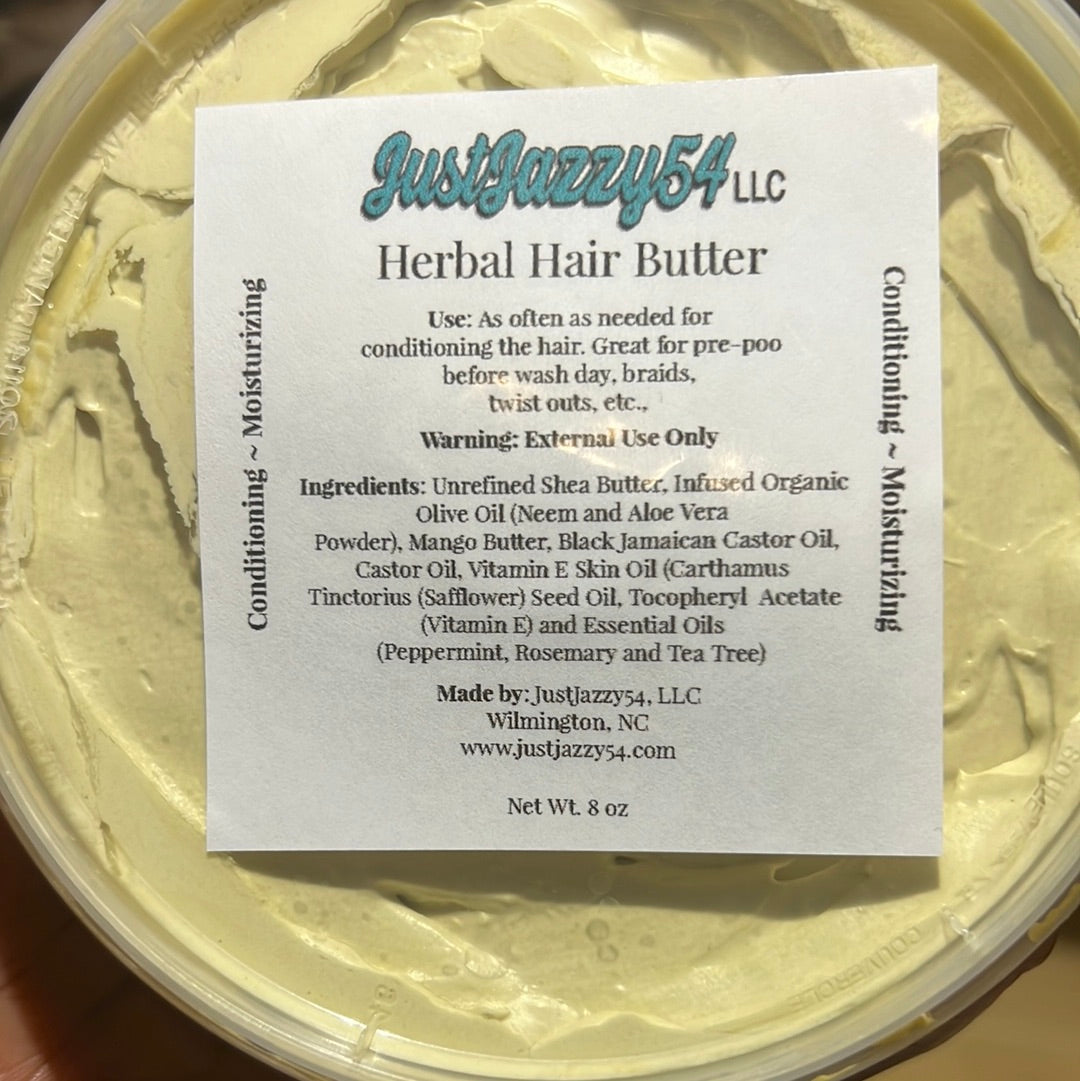 JustJazzy54 LLC
Herbal Hair Butter
Conditioning ~ Moisturizing
Use: As often as needed for
conditioning the hair. Great for pre-poo
before wash day, braids,
twist outs, etc.,
Warning: External Use Only
Ingredients: Unrefined Shea Butter, Infused Organic
Olive Oil (Neem and Aloe Vera
Powder), Mango Butter, Black Jamaican Castor Oil,
Castor Oil, Vitamin E Skin Oil (Carthamus
Tinctorius (Safflower) Seed Oil, Tocopheryl Acetate
(Vitamin E) and Essential Oils
(Peppermint, Rosemary and Tea Tree)
Made by: JustJazzy54, LLC
Wilmington, NC
www.justjazzy54.com
Net Wt. 8 oz
Conditioning ~ Moisturizing
COUVERCLE